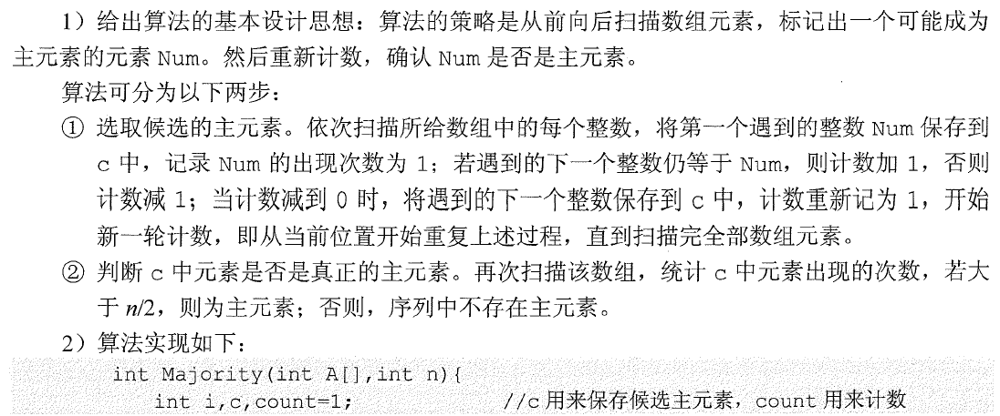 1）给出算法的基本设计思想：算法的策略是从前向后扫描数组元素，标记出一个可能成为
主元素的元素 Num。然后重新计数，确认 Num 是否是主元素。
算法可分为以下两步：
① 选取候选的主元素。依次扫描所给数组中的每个整数，将第一个遇到的整数 Num 保存到
c 中，记录 Num 的出现次数为 1；若遇到的下一个整数仍等于 Num，则计数加 1，否则
计数减 1；当计数减到 0 时，将遇到的下一个整数保存到 c 中，计数重新记为 1，开始
新一轮计数，即从当前位置开始重复上述过程，直到扫描完全部数组元素。
② 判断 c 中元素是否是真正的主元素。再次扫描该数组，统计 c 中元素出现的次数，若大
于 n/2，则为主元素；否则，序列中不存在主元素。
2）算法实现如下：
int Majority(int A[],int n){
int i,c,count=1; //c 用来保存候选主元素，count 用来计数